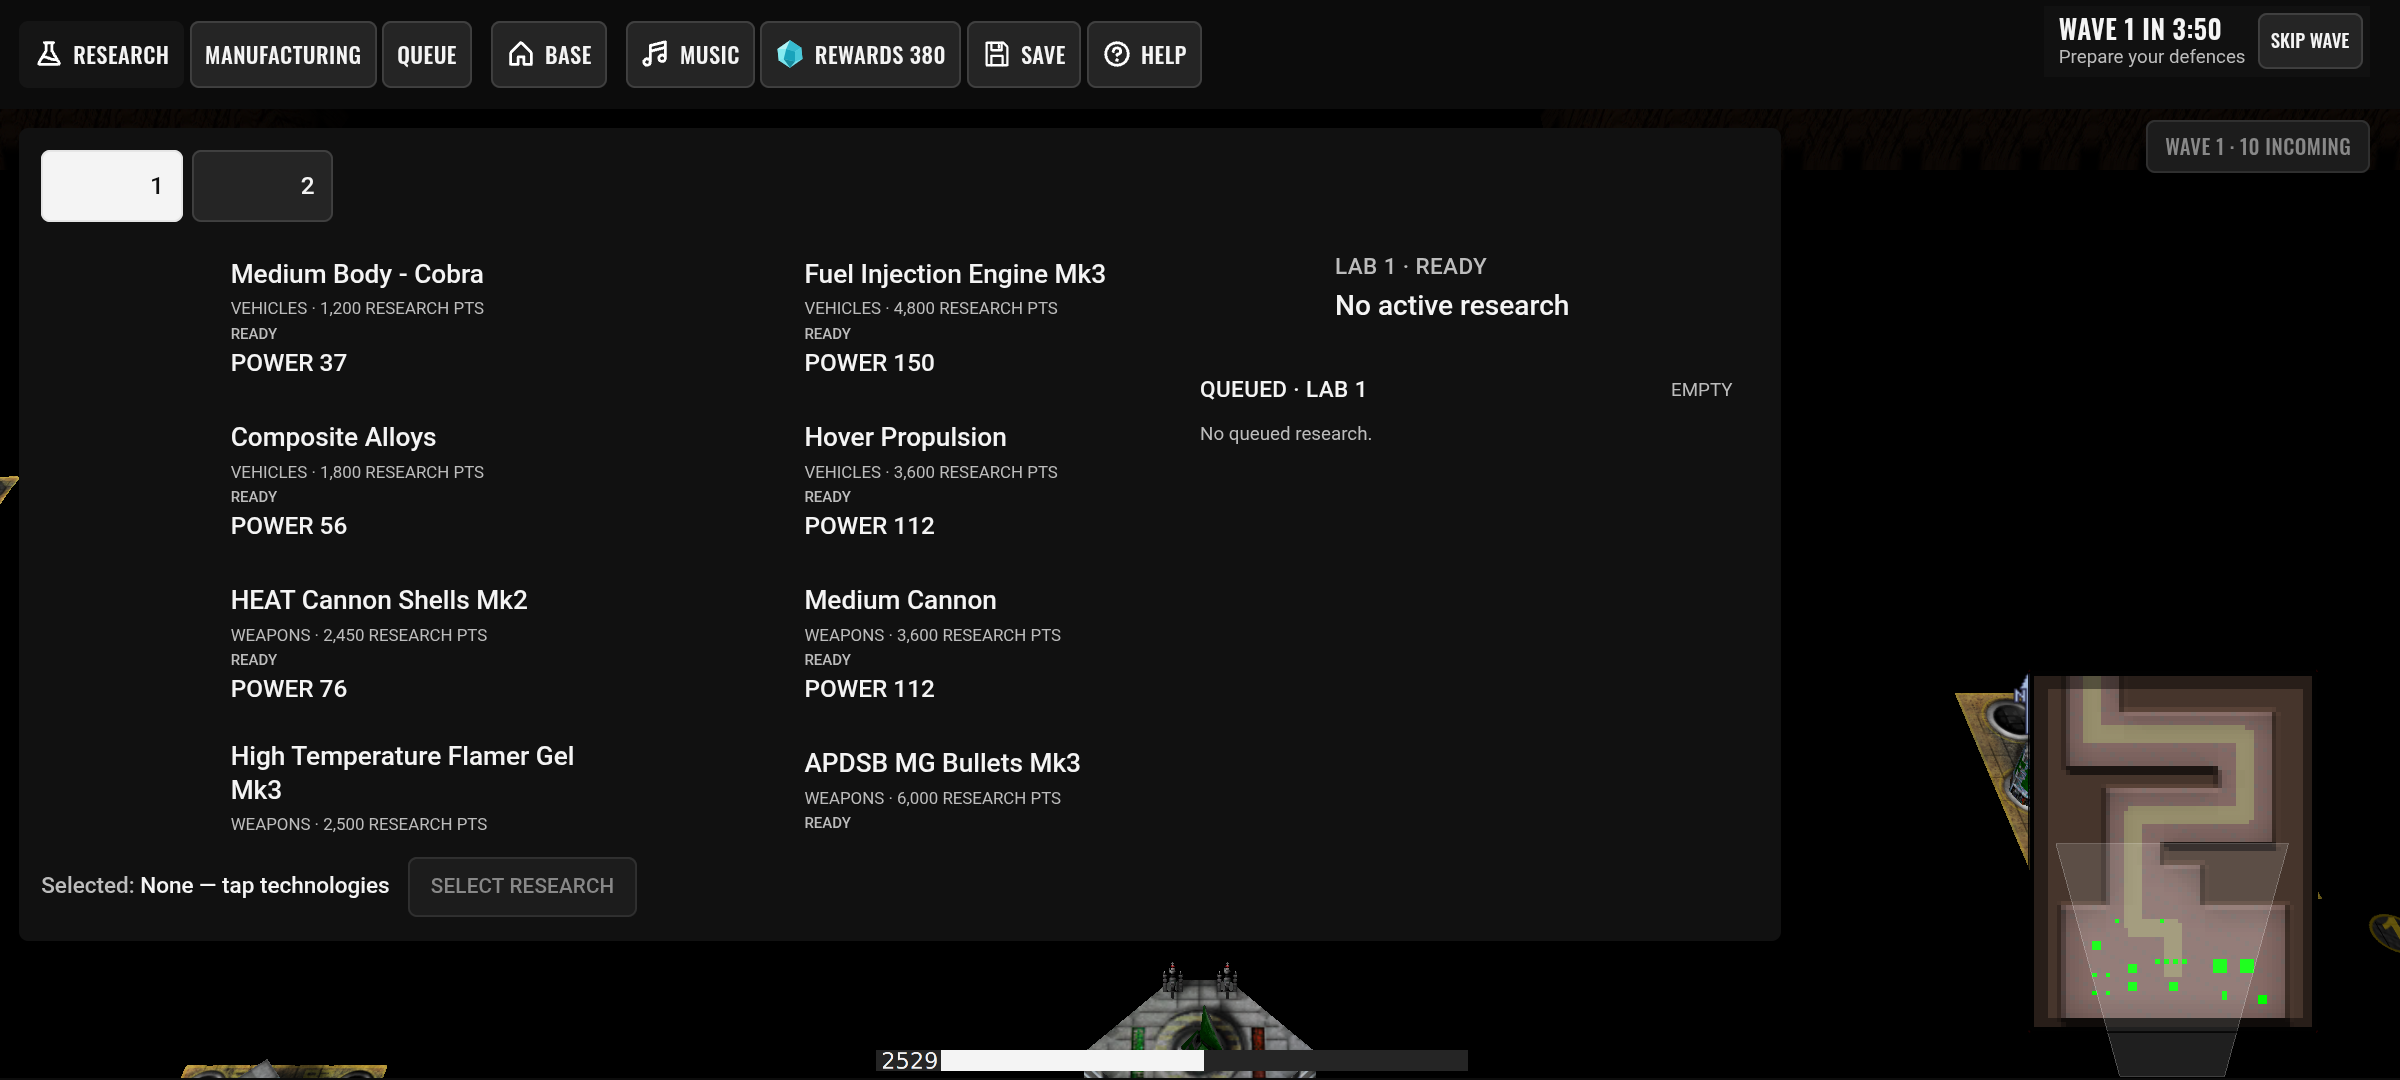 RESEARCH
MANUFACTURING
QUEUE
BASE
MUSIC
REWARDS 380
SAVE
HELP
WAVE 1 IN 3:50
Prepare your defences
SKIP WAVE
WAVE 1 · 10 INCOMING
1
2
Medium Body - Cobra
VEHICLES · 1,200 RESEARCH PTS
READY
POWER 37
Fuel Injection Engine Mk3
VEHICLES · 4,800 RESEARCH PTS
READY
POWER 150
Composite Alloys
VEHICLES · 1,800 RESEARCH PTS
READY
POWER 56
Hover Propulsion
VEHICLES · 3,600 RESEARCH PTS
READY
POWER 112
HEAT Cannon Shells Mk2
WEAPONS · 2,450 RESEARCH PTS
READY
POWER 76
Medium Cannon
WEAPONS · 3,600 RESEARCH PTS
READY
POWER 112
High Temperature Flamer Gel
Mk3
WEAPONS · 2,500 RESEARCH PTS
APDSB MG Bullets Mk3
WEAPONS · 6,000 RESEARCH PTS
READY
LAB 1 · READY
No active research
QUEUED · LAB 1
EMPTY
No queued research.
Selected: None — tap technologies
SELECT RESEARCH
N
2529